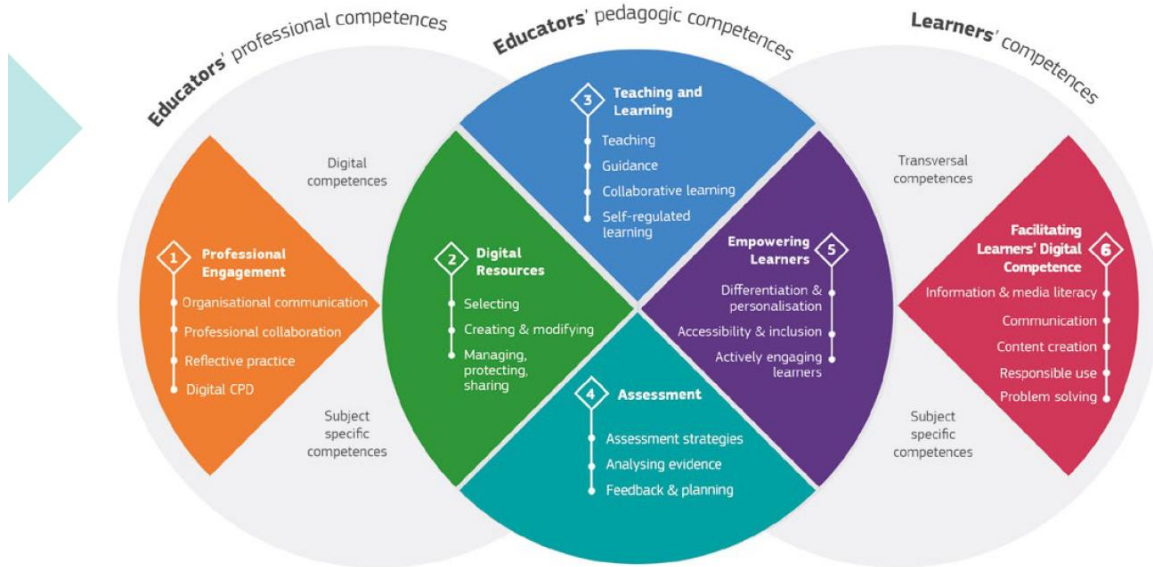 Educators' professional competences
Educators' pedagogic competences
Learners' competences
Digital
competences
Subject
specific
competences
1
Professional
Engagement
Organisational communication
Professional collaboration
Reflective practice
Digital CPD
2
Digital
Resources
Selecting
Creating & modifying
Managing,
protecting,
sharing
3
Teaching and
Learning
Teaching
Guidance
Collaborative learning
Self-regulated
learning
4
Assessment
Assessment strategies
Analysing evidence
Feedback & planning
5
Empowering
Learners
Differentiation &
personalisation
Accessibility & inclusion
Actively engaging
learners
Transversal
competences
Subject
specific
competences
6
Facilitating
Learners' Digital
Competence
Information & media literacy
Communication
Content creation
Responsible use
Problem solving